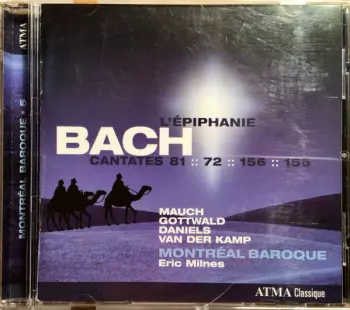 L'ÉPIPHANIE
BACH
CANTATES 81 :: 72 :: 156 :: 155
MAUCH
GOTTWALD
DANIELS
VAN DER KAMP
MONTRÉAL BAROQUE
Eric Milnes
ATMA Classique
MONTRÉAL BAROQUE • 5